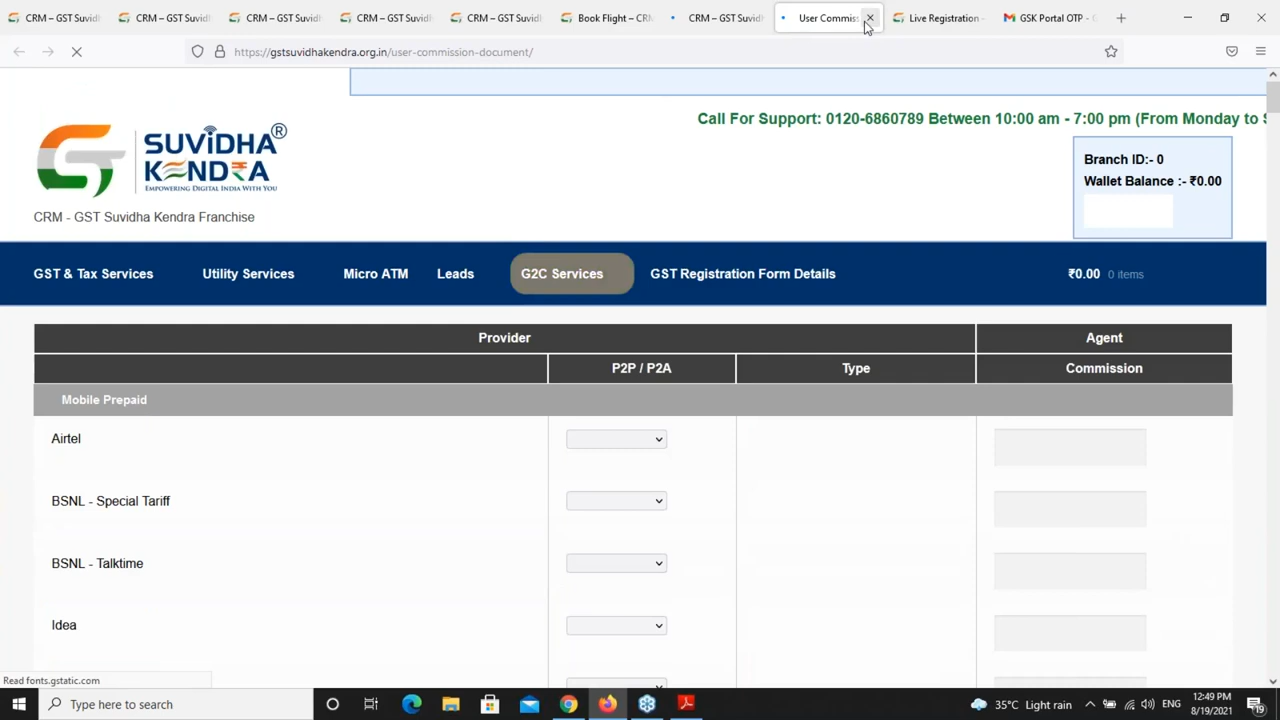 CRM – GST Suvid
CRM – GST Suvidh
CRM – GST Suvidh
CRM – GST Suvidh
CRM – GST Suvidh
Book Flight – CRM
CRM – GST Suvid
User Commiss
Live Registration -
GSK Portal OTP - G
https://gstsuvidhakendra.org.in/user-commission-document/
Call For Support: 0120-6860789 Between 10:00 am - 7:00 pm (From Monday to S
SUVIDHA
KENDRA
EMPOWERING DIGITAL INDIA WITH YOU
CRM - GST Suvidha Kendra Franchise
Branch ID:- 0
Wallet Balance :- ₹0.00
GST & Tax Services
Utility Services
Micro ATM
Leads
G2C Services
GST Registration Form Details
₹0.00 0 items
Provider
Agent
P2P / P2A
Type
Commission
Mobile Prepaid
Airtel
BSNL - Special Tariff
BSNL - Talktime
Idea
Read fonts.gstatic.com
Type here to search
35°C Light rain
ENG
12:49 PM
8/19/2021
19